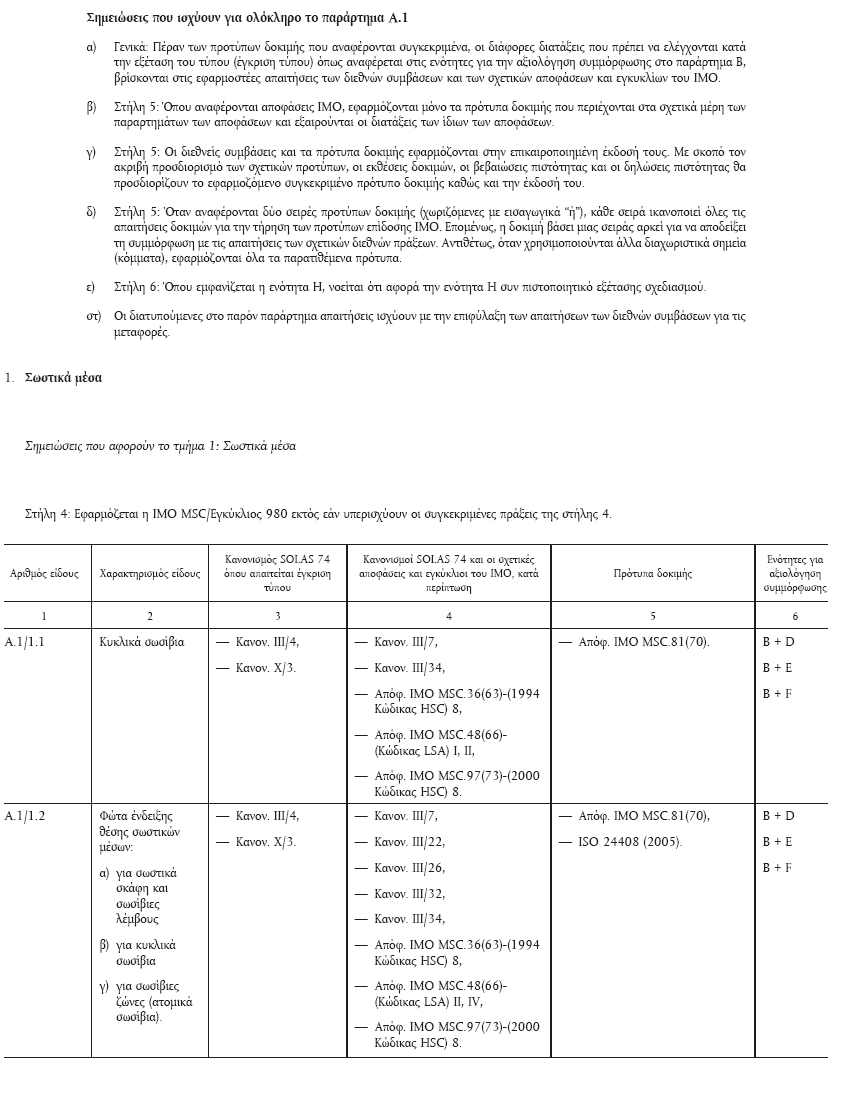 Σημειώσεις που ισχύουν για ολόκληρο το παράρτημα A.1
α) Γενικά: Πέραν των προτύπων δοκιμής που αναφέρονται συγκεκριμένα, οι διάφορες διατάξεις που πρέπει να ελέγχονται κατά
την εξέταση του τύπου (έγκριση τύπου) όπως αναφέρεται στις ενότητες για την αξιολόγηση συμμόρφωσης στο παράρτημα Β,
βρίσκονται στις εφαρμοστέες απαιτήσεις των διεθνών συμβάσεων και των σχετικών αποφάσεων και εγκυκλίων του IMO.
β) Στήλη 5: Όπου αναφέρονται αποφάσεις IMO, εφαρμόζονται μόνο τα πρότυπα δοκιμής που περιέχονται στα σχετικά μέρη των
παραρτημάτων των αποφάσεων και εξαιρούνται οι διατάξεις των ίδιων των αποφάσεων.
γ) Στήλη 5: Οι διεθνείς συμβάσεις και τα πρότυπα δοκιμής εφαρμόζονται στην επικαιροποιημένη έκδοσή τους. Με σκοπό τον
ακριβή προσδιορισμό των σχετικών προτύπων, οι εκθέσεις δοκιμών, οι βεβαιώσεις πιστότητας και οι δηλώσεις πιστότητας θα
προσδιορίζουν το εφαρμοζόμενο συγκεκριμένο πρότυπο δοκιμής καθώς και την έκδοσή του.
δ) Στήλη 5: Όταν αναφέρονται δύο σειρές προτύπων δοκιμής (χωριζόμενες με εισαγωγικά “ή”), κάθε σειρά ικανοποιεί όλες τις
απαιτήσεις δοκιμών για την τήρηση των προτύπων επίδοσης IMO. Επομένως, η δοκιμή βάσει μιας σειράς αρκεί για να αποδείξει
τη συμμόρφωση με τις απαιτήσεις των σχετικών διεθνών πράξεων. Αντιθέτως, όταν χρησιμοποιούνται άλλα διαχωριστικά σημεία
(κόμματα), εφαρμόζονται όλα τα παρατιθέμενα πρότυπα.
ε) Στήλη 6: Όπου εμφανίζεται η ενότητα Η, νοείται ότι αφορά την ενότητα Η συν πιστοποιητικό εξέτασης σχεδιασμού.
στ) Οι διατυπούμενες στο παρόν παράρτημα απαιτήσεις ισχύουν με την επιφύλαξη των απαιτήσεων των διεθνών συμβάσεων για τις
μεταφορές.
1. Σωστικά μέσα
Σημειώσεις που αφορούν το τμήμα 1: Σωστικά μέσα
Στήλη 4: Εφαρμόζεται η IMO MSC/Εγκύκλιος 980 εκτός εάν υπερισχύουν οι συγκεκριμένες πράξεις της στήλης 4.
Αριθμός είδους
Χαρακτηρισμός είδους
Κανονισμός SOLAS 74
όπου απαιτείται έγκριση
τύπου
Κανονισμοί SOLAS 74 και οι σχετικές
αποφάσεις και εγκύκλιοι του IMO, κατά
περίπτωση
Πρότυπα δοκιμής
Ενότητες για
αξιολόγηση
συμμόρφωσης
1 2 3 4 5 6
A.1/1.1
Κυκλικά σωσίβια
— Κανον. III/4,
— Κανον. X/3.
— Κανον. III/7,
— Κανον. III/34,
— Απόφ. IMO MSC.36(63)-(1994
Κώδικας HSC) 8,
— Απόφ. IMO MSC.48(66)-
(Κώδικας LSA) I, II,
— Απόφ. IMO MSC.97(73)-(2000
Κώδικας HSC) 8.
— Απόφ. IMO MSC.81(70).
B + D
B + E
B + F
A.1/1.2
Φώτα ένδειξης
θέσης σωστικών
μέσων:
α) για σωστικά
σκάφη και
σωσίβιες
λέμβους
β) για κυκλικά
σωσίβια
γ) για σωσίβιες
ζώνες (ατομικά
σωσίβια).
— Κανον. III/4,
— Κανον. X/3.
— Κανον. III/7,
— Κανον. III/22,
— Κανον. III/26,
— Κανον. III/32,
— Κανον. III/34,
— Απόφ. IMO MSC.36(63)-(1994
Κώδικας HSC) 8,
— Απόφ. IMO MSC.48(66)-
(Κώδικας LSA) II, IV,
— Απόφ. IMO MSC.97(73)-(2000
Κώδικας HSC) 8.
— Απόφ. IMO MSC.81(70),
— ISO 24408 (2005).
B + D
B + E
B + F